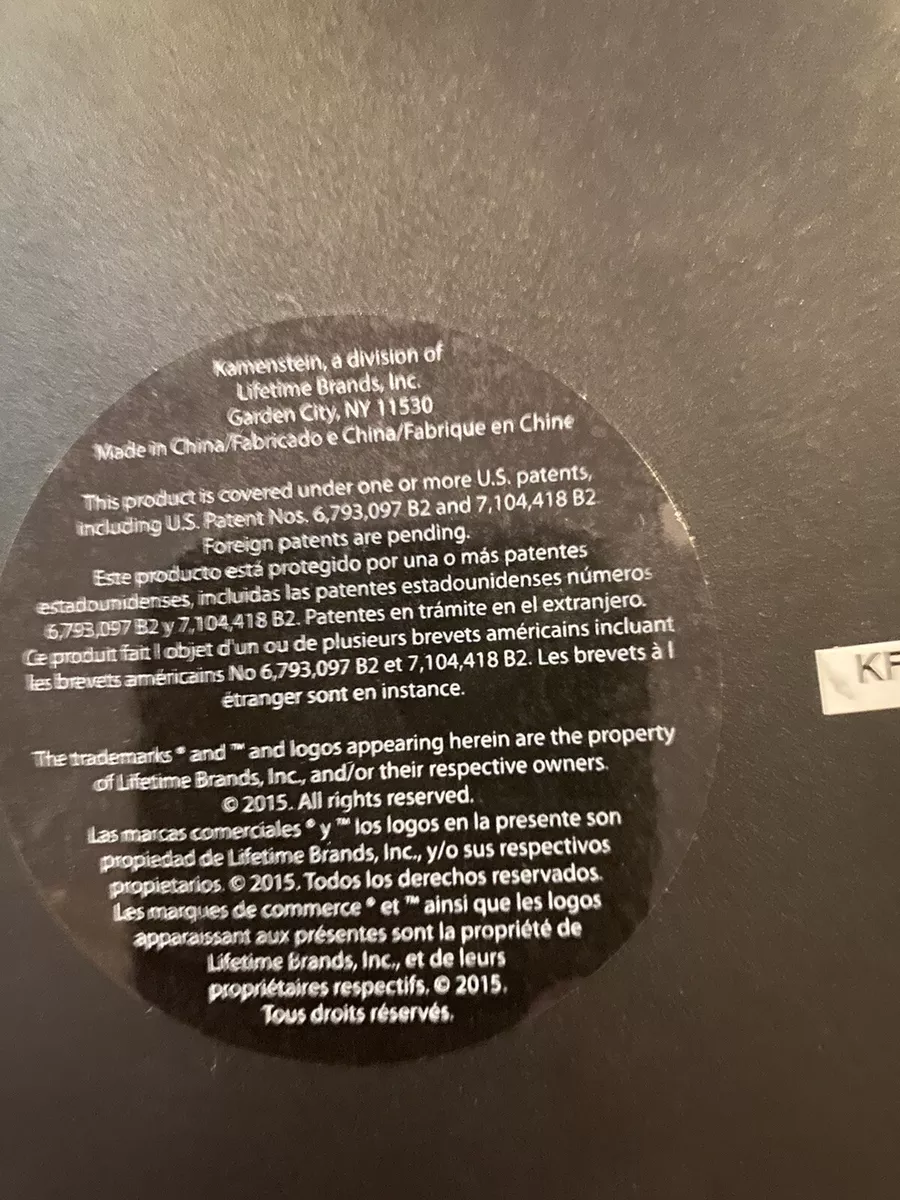 Kamenstein, a division of
Lifetime Brands, Inc.
Garden City, NY 11530
Made in China/Fabricado e China/Fabrique en Chine
This product is covered under one or more U.S. patents,
including U.S. Patent Nos. 6,793,097 B2 and 7,104,418 B2
Foreign patents are pending.
Este producto está protegido por una o más patentes
estadounidenses, incluidas las patentes estadounidenses números
6,793,097 B2 y 7,104,418 B2. Patentes en trámite en el extranjero.
Ce produit fait l objet d'un ou de plusieurs brevets américains incluant
les brevets américains No 6,793,097 B2 et 7,104,418 B2. Les brevets à l
étranger sont en instance.
The trademarks ® and ™ and logos appearing herein are the property
of Lifetime Brands, Inc., and/or their respective owners.
© 2015. All rights reserved.
Las marcas comerciales ® y ™ los logos en la presente son
propiedad de Lifetime Brands, Inc., y/o sus respectivos
propietarios. © 2015. Todos los derechos reservados.
Les marques de commerce ® et ™ ainsi que les logos
apparaissant aux présentes sont la propriété de
Lifetime Brands, Inc., et de leurs
propriétaires respectifs. © 2015.
Tous droits réservés.